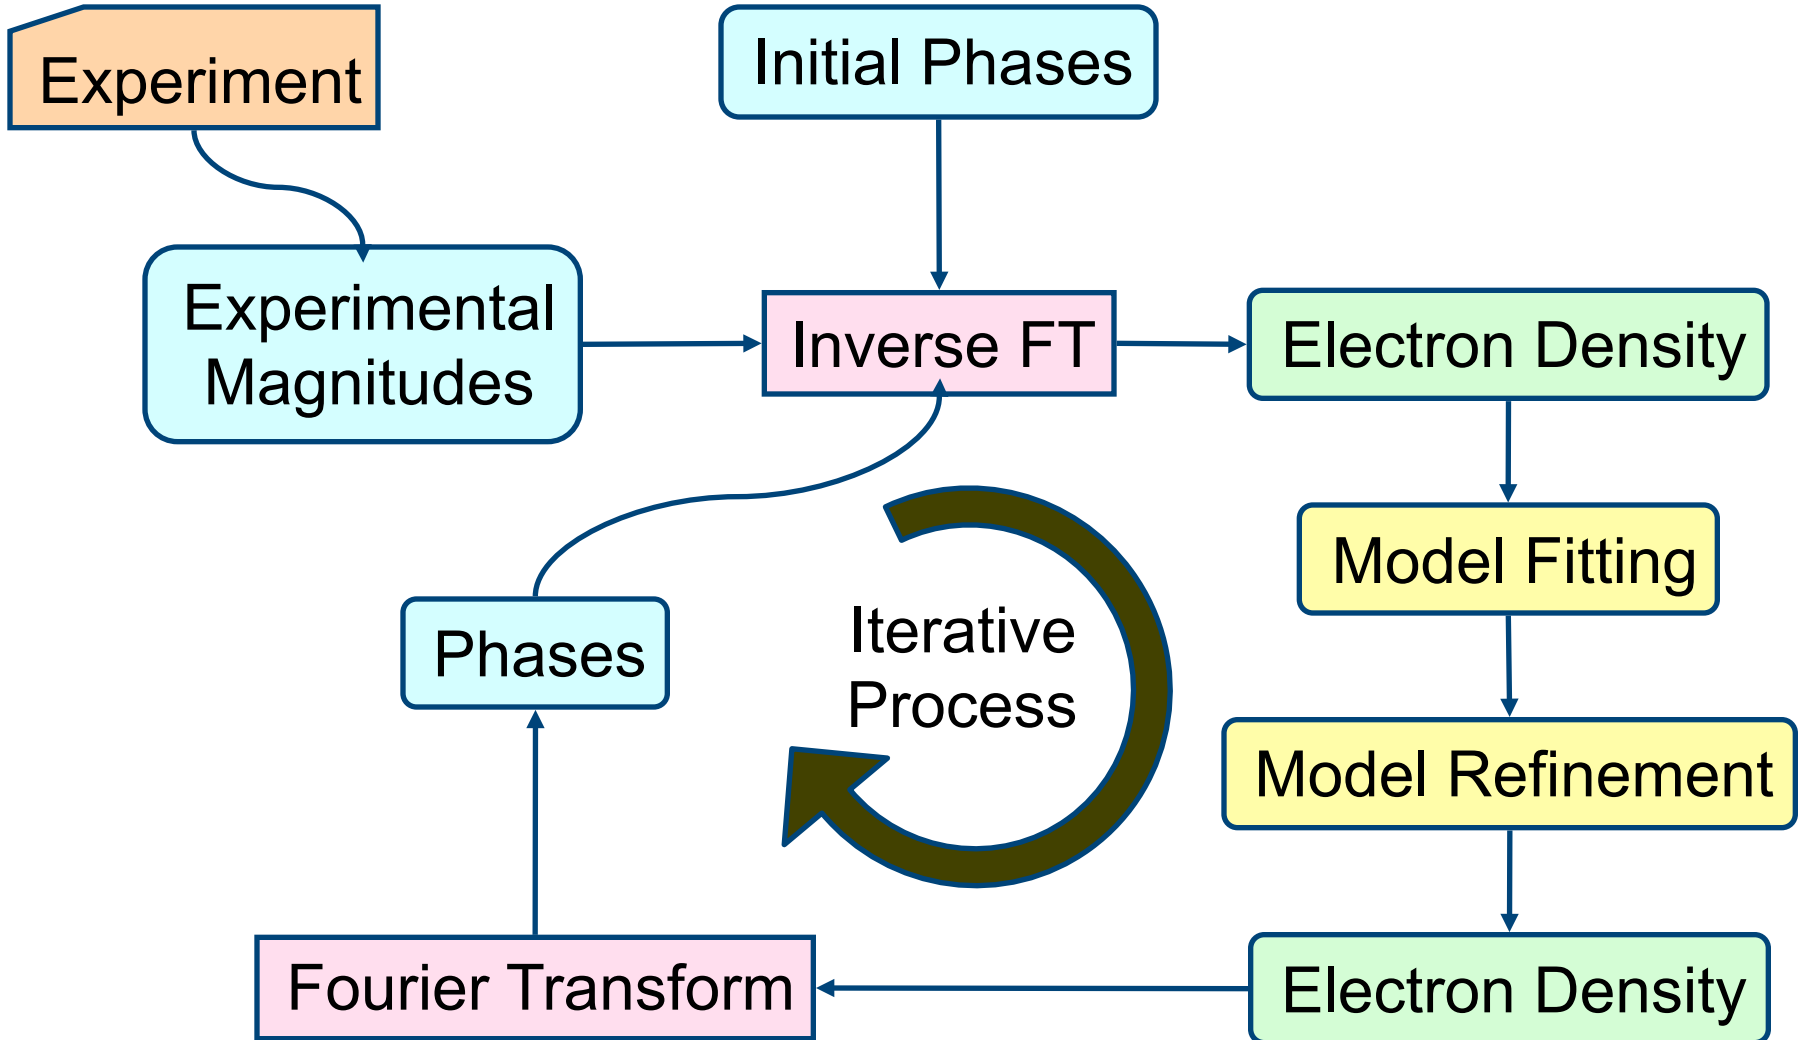 Experiment
Initial Phases
Experimental
Magnitudes
Inverse FT
Electron Density
Model Fitting
Phases
Iterative
Process
Model Refinement
Fourier Transform
Electron Density